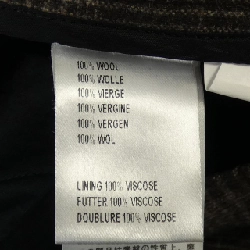 100% WOOL
100% WOLLE
100% VIERGE
100% VERGINE
100% VERGEN
100% WOL
LINING 100% VISCOSE
FUTTER 100% VISCOSE
DOUBLURE 100% VISCOSE